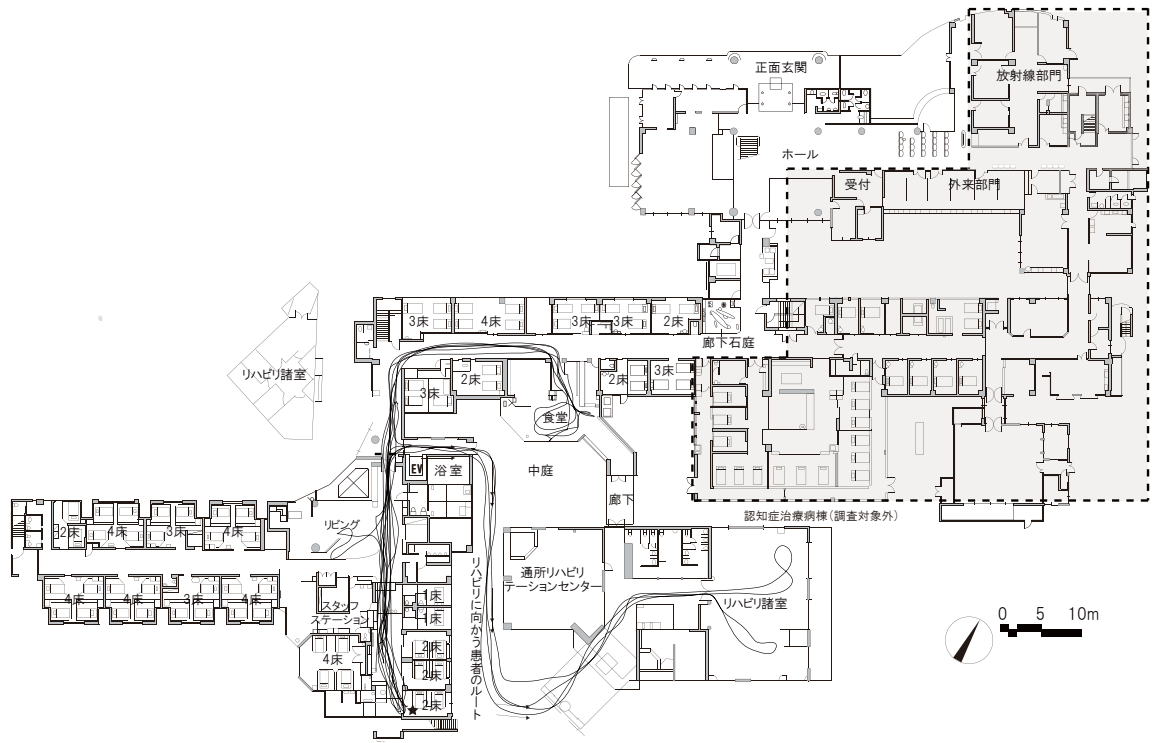 正面玄関
放射線部門
ホール
受付
外来部門
3床
4床
3床
3床
2床
廊下石庭
リハビリ諸室
3床
2床
2床
3床
食堂
EV
浴室
中庭
廊下
認知症治療病棟(調査対象外)
2床
4床
3床
4床
リビング
通所リハビリ
テーションセンター
リハビリ諸室
リハビリに向かう患者のルート
4床
4床
3床
4床
スタッフ
ステーション
1床
1床
2床
4床
2床
2床
0 5 10m